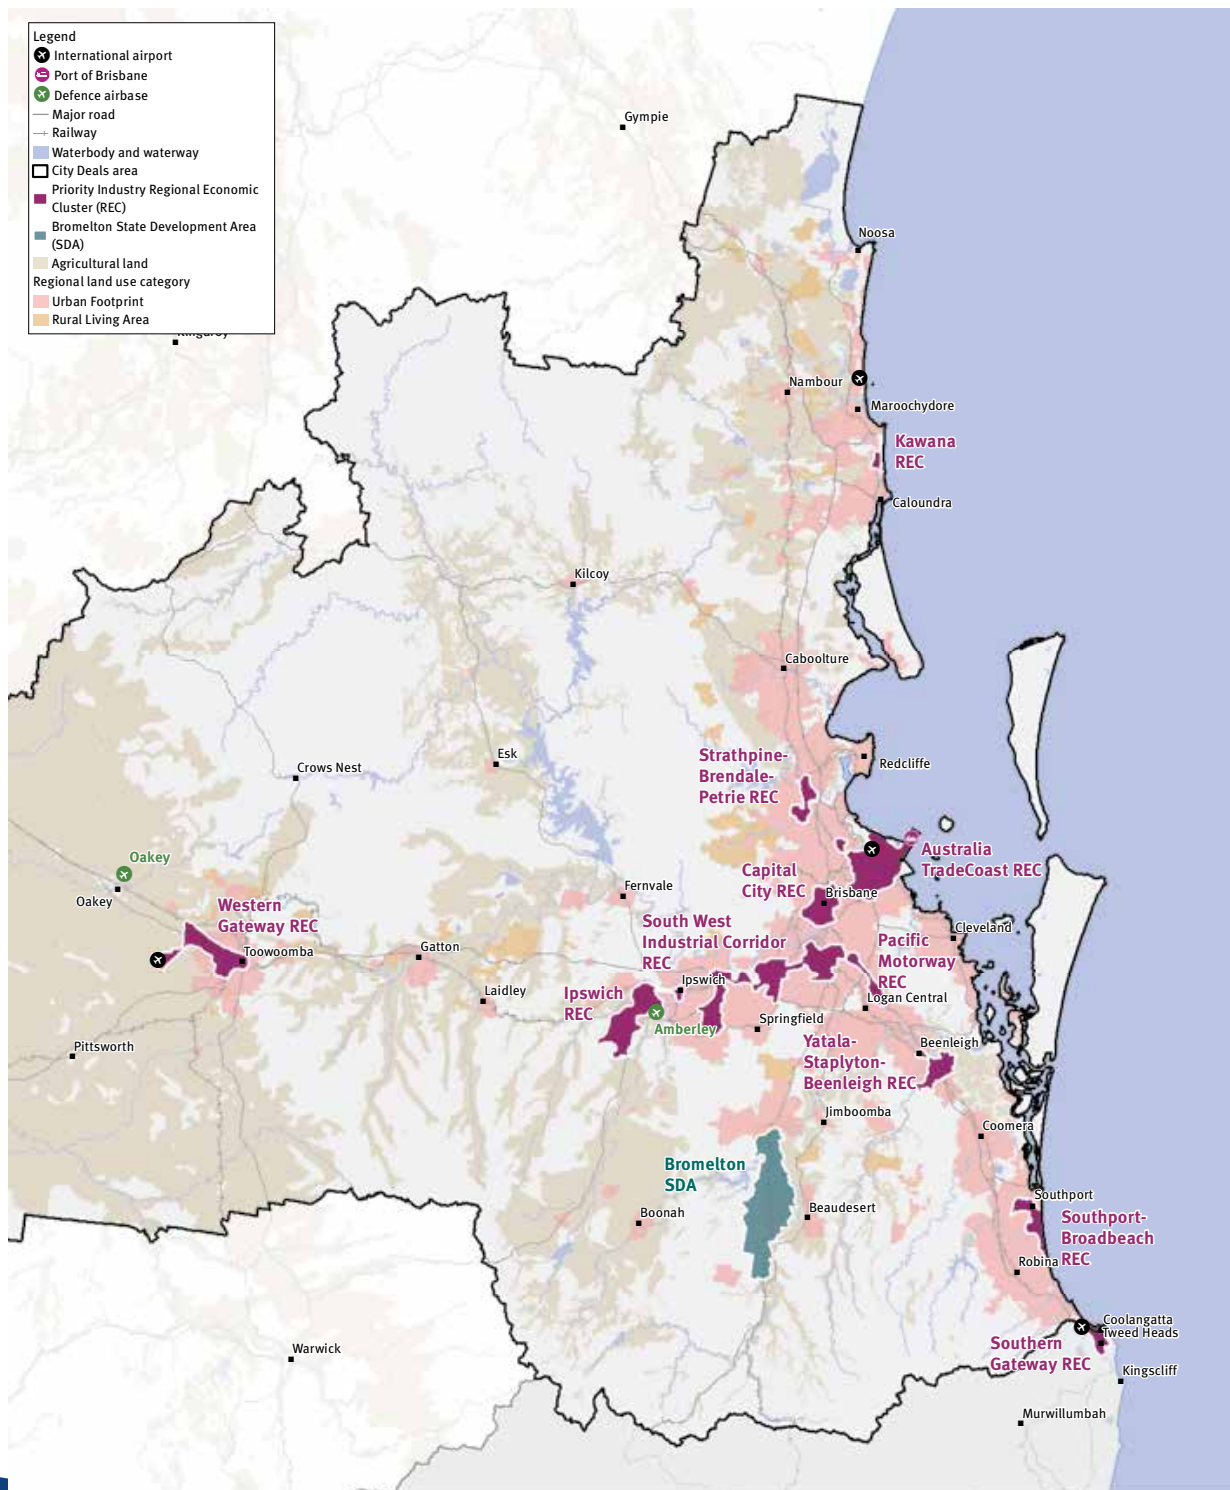 Legend
International airport
Port of Brisbane
Defence airbase
Major road
Railway
Waterbody and waterway
City Deals area
Priority Industry Regional Economic
Cluster (REC)
Bromelton State Development Area
(SDA)
Agricultural land
Regional land use category
Urban Footprint
Rural Living Area
Gympie
Noosa
Nambour
Maroochydore
Kawana
REC
Caloundra
Kilcoy
Caboolture
Esk
Crows Nest
Strathpine-
Brendale-
Petrie REC
Redcliffe
Australia
TradeCoast REC
Capital
City REC
Brisbane
Oakey
Oakey
Fernvale
Western
Gateway REC
South West
Industrial Corridor
REC
Cleveland
Pacific
Motorway
REC
Toowoomba
Gatton
Ipswich
Laidley
Ipswich
REC
Logan Central
Amberley
Springfield
Pittsworth
Yatala-
Staplyton-
Beenleigh REC
Beenleigh
Jimboomba
Coomera
Bromelton
SDA
Southport
Boonah
Beaudesert
Southport-
Broadbeach
REC
Robina
Coolangatta
Tweed Heads
Southern
Gateway REC
Warwick
Kingscliff
Murwillumbah